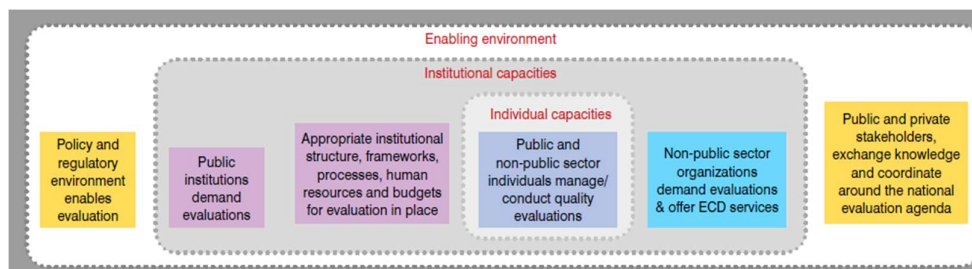 Enabling environment
Institutional capacities
Individual capacities
Policy and
regulatory
environment
enables
evaluation
Public
institutions
demand
evaluations
Appropriate institutional
structure, frameworks,
processes, human
resources and budgets
for evaluation in place
Public and
non-public sector
individuals manage/
conduct quality
evaluations
Non-public sector
organizations
demand evaluations
& offer ECD services
Public and private
stakeholders,
exchange knowledge
and coordinate
around the national
evaluation agenda